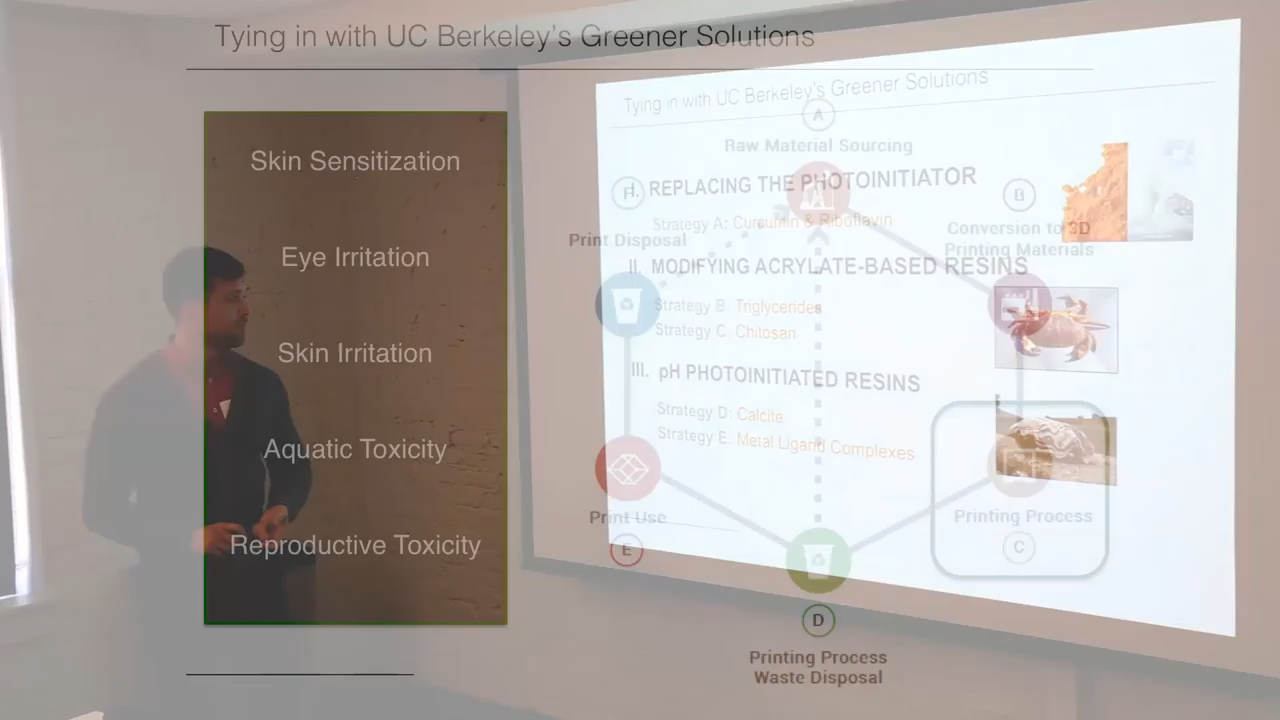 Tying in with UC Berkeley's Greener Solutions
Skin Sensitization
Eye Irritation
Skin Irritation
Aquatic Toxicity
Reproductive Toxicity
Tying in with UC Berkeley's Greener Solutions
I. REPLACING THE PHOTOINITIATOR
Strategy A: Curcumin & Riboflavin
II. MODIFYING ACRYLATE-BASED RESINS
Strategy B: Triglycerides
Strategy C: Chitosan
III. pH PHOTOINITIATED RESINS
Strategy D: Calcite
Strategy E: Metal Ligand Complexes
A
Raw Material Sourcing
B
Conversion to 3D
Printing Materials
Printing Process
C
D
Printing Process
Waste Disposal
Print Use
E
F
Print Disposal